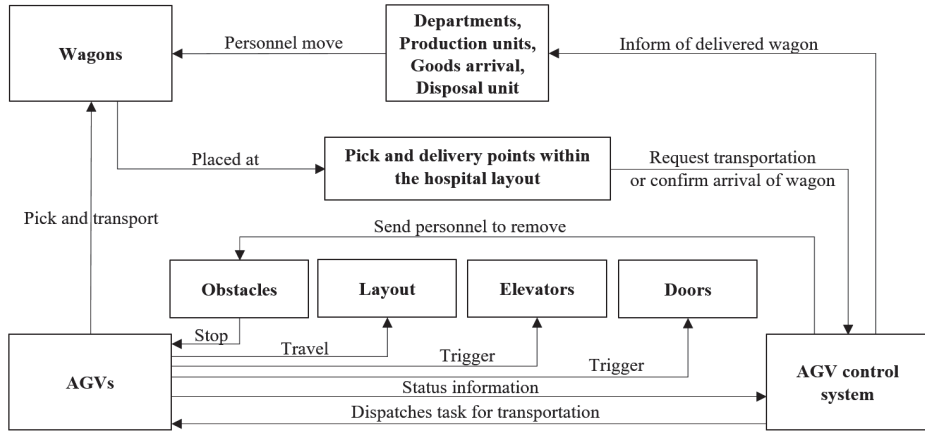 Departments,
Production units,
Goods arrival,
Disposal unit
Wagons
Personnel move
Inform of delivered wagon
Placed at
Pick and delivery points within
the hospital layout
Request transportation
or confirm arrival of wagon
Pick and transport
Send personnel to remove
Obstacles
Layout
Elevators
Doors
Stop
Travel
Trigger
Trigger
AGVs
Status information
AGV control
system
Dispatches task for transportation